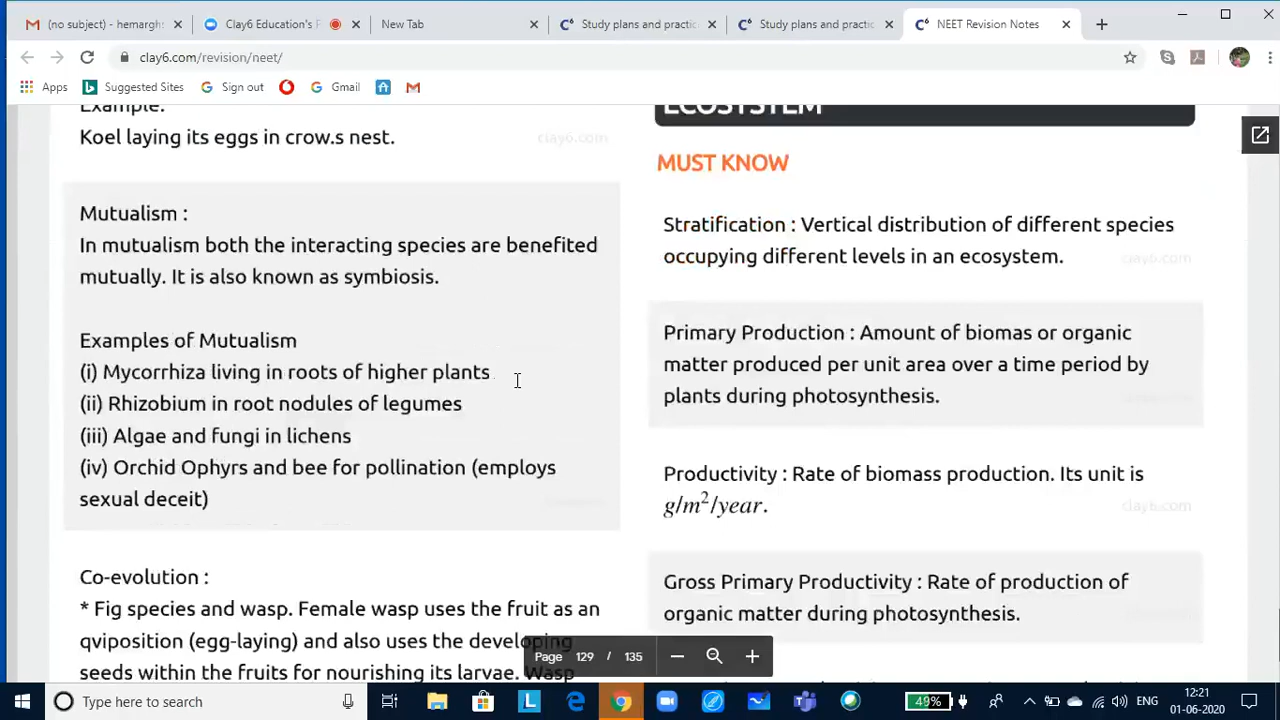 (no subject) - hemarghs
Clay6 Education's P
New Tab
Study plans and practic
Study plans and practic
NEET Revision Notes
clay6.com/revision/neet/
Apps
Suggested Sites
Sign out
Gmail
Example:
Koel laying its eggs in crow.s nest.
clay6.com
Mutualism :
In mutualism both the interacting species are benefited
mutually. It is also known as symbiosis.
Examples of Mutualism
(i) Mycorrhiza living in roots of higher plants
(ii) Rhizobium in root nodules of legumes
(iii) Algae and fungi in lichens
(iv) Orchid Ophyrs and bee for pollination (employs
sexual deceit)
Co-evolution :
* Fig species and wasp. Female wasp uses the fruit as an
qviposition (egg-laying) and also uses the developing
seeds within the fruits for nourishing its larvae. Wasp
ECOSYSTEM
MUST KNOW
Stratification : Vertical distribution of different species
occupying different levels in an ecosystem.
clay6.com
Primary Production : Amount of biomas or organic
matter produced per unit area over a time period by
plants during photosynthesis.
Productivity : Rate of biomass production. Its unit is
g/m²/year.
clay6.com
Gross Primary Productivity : Rate of production of
organic matter during photosynthesis.
Page 129 / 135
Type here to search
L
49%
ENG
12:21
01-06-2020